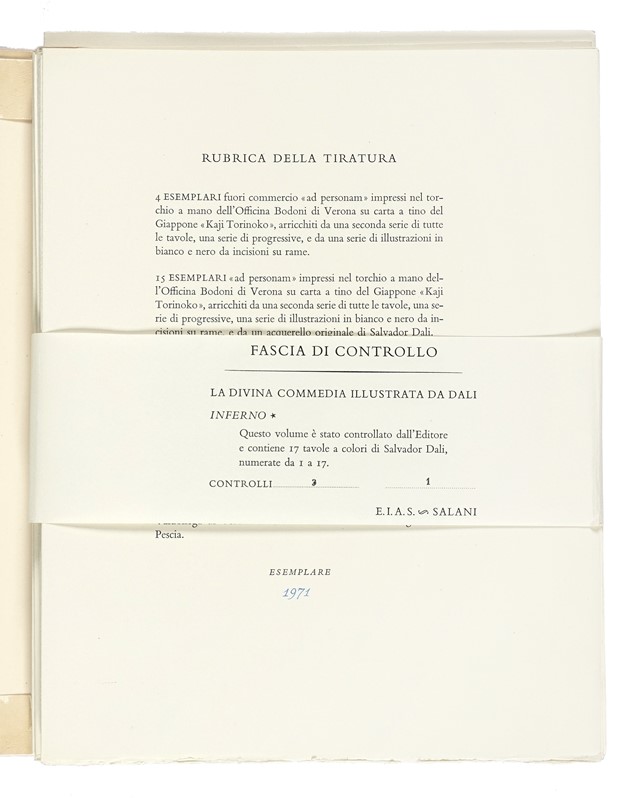 RUBRICA DELLA TIRATURA
4 ESEMPLARI fuori commercio «ad personam» impressi nel tor-
chio a mano dell'Officina Bodoni di Verona su carta a tino del
Giappone «Kaji Torinoko», arricchiti da una seconda serie di tutte
le tavole, una serie di progressive, e da una serie di illustrazioni in
bianco e nero da incisioni su rame.
15 ESEMPLARI «ad personam» impressi nel torchio a mano del-
l'Officina Bodoni di Verona su carta a tino del Giappone «Kaji
Torinoko», arricchiti da una seconda serie di tutte le tavole, una se-
rie di progressive, una serie di illustrazioni in bianco e nero da in-
cisioni su rame, e da un acquerello originale di Salvador Dali.
FASCIA DI CONTROLLO
LA DIVINA COMMEDIA ILLUSTRATA DA DALI
INFERNO ★
Questo volume è stato controllato dall'Editore
e contiene 17 tavole a colori di Salvador Dali,
numerate da 1 a 17.
CONTROLLI 3 1
E.I.A.S. ∽ SALANI
Pescia.
ESEMPLARE
1971